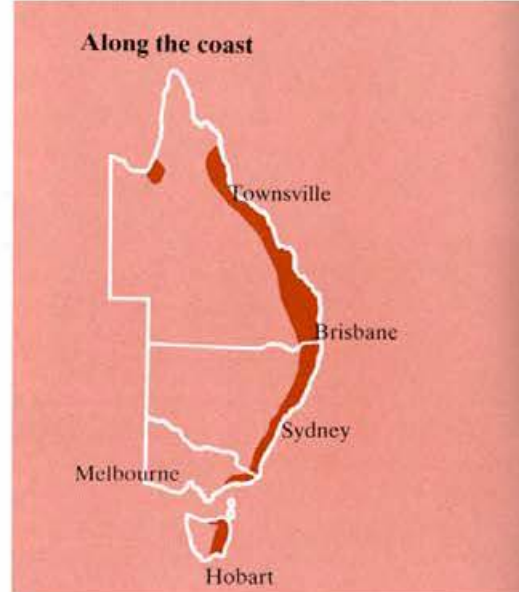 Along the coast
Townsville
Brisbane
Sydney
Melbourne
Hobart